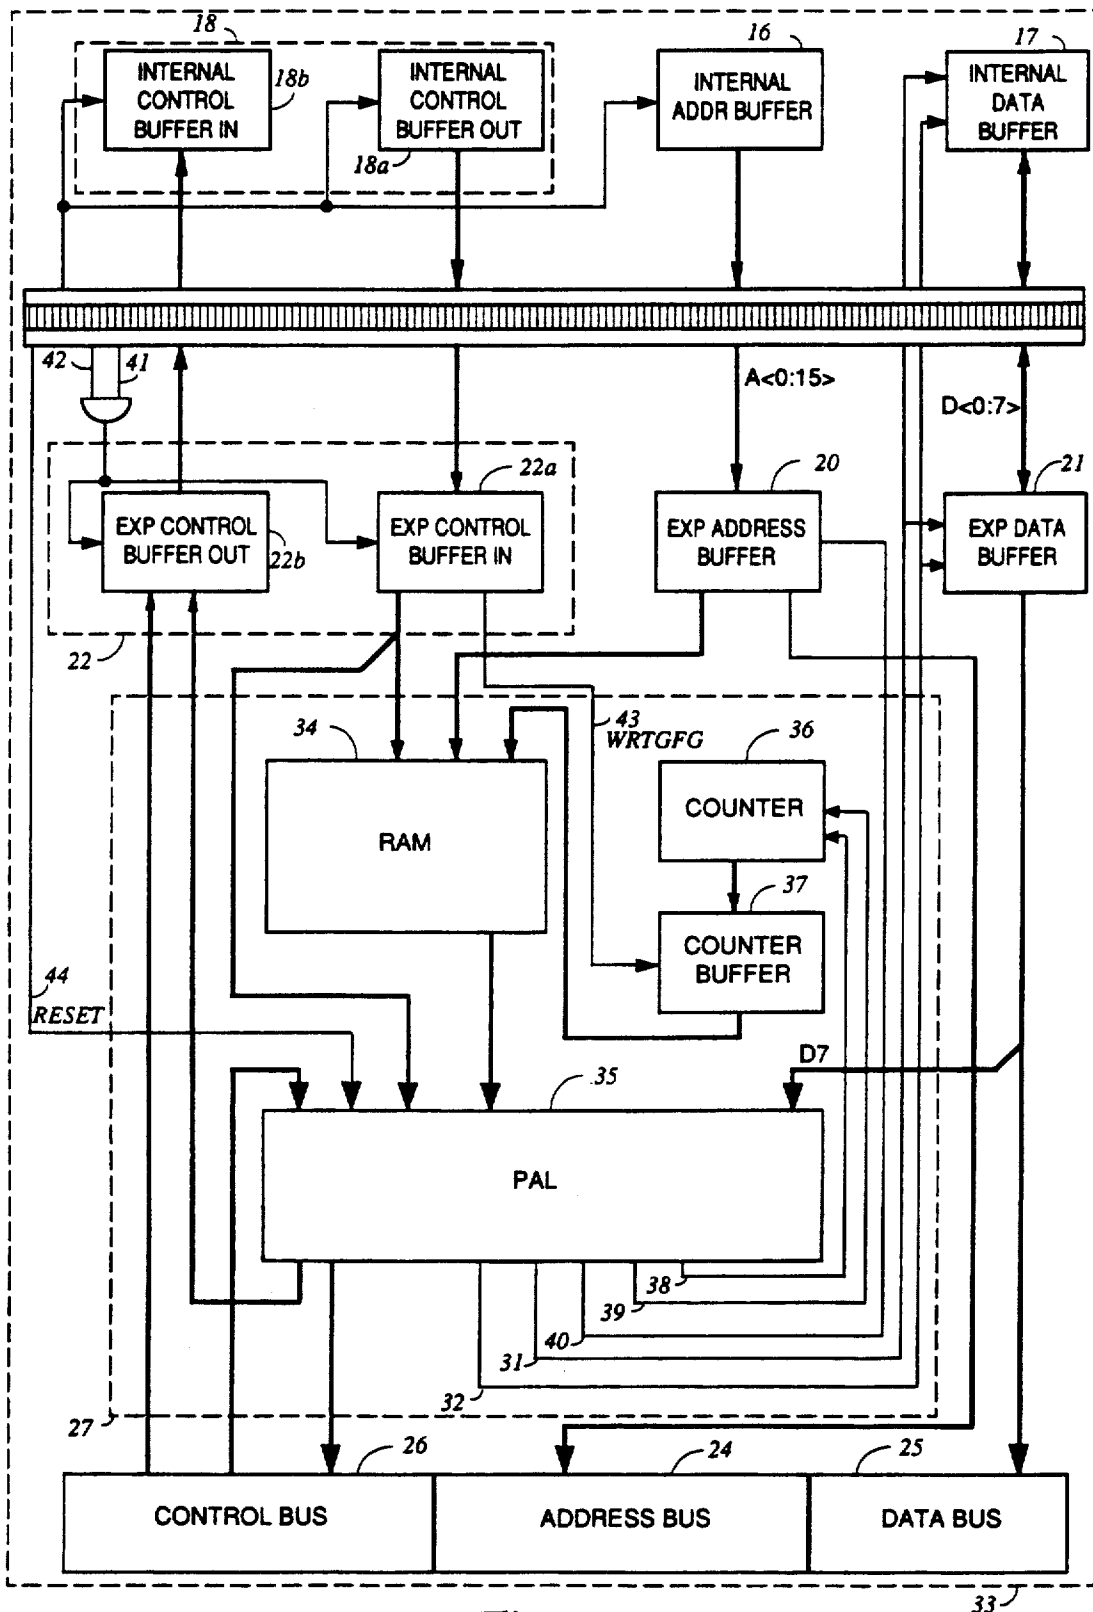 18
16
17
INTERNAL
CONTROL
BUFFER IN
18b
INTERNAL
CONTROL
BUFFER OUT
18a
INTERNAL
ADDR BUFFER
INTERNAL
DATA
BUFFER
42
41
A<0:15>
D<0:7>
22a
20
21
EXP CONTROL
BUFFER OUT
22b
EXP CONTROL
BUFFER IN
EXP ADDRESS
BUFFER
EXP DATA
BUFFER
22
34
43
WRTGFG
36
RAM
COUNTER
37
COUNTER
BUFFER
44
RESET
D7
35
PAL
38
39
40
31
32
27
26
24
25
CONTROL BUS
ADDRESS BUS
DATA BUS
33